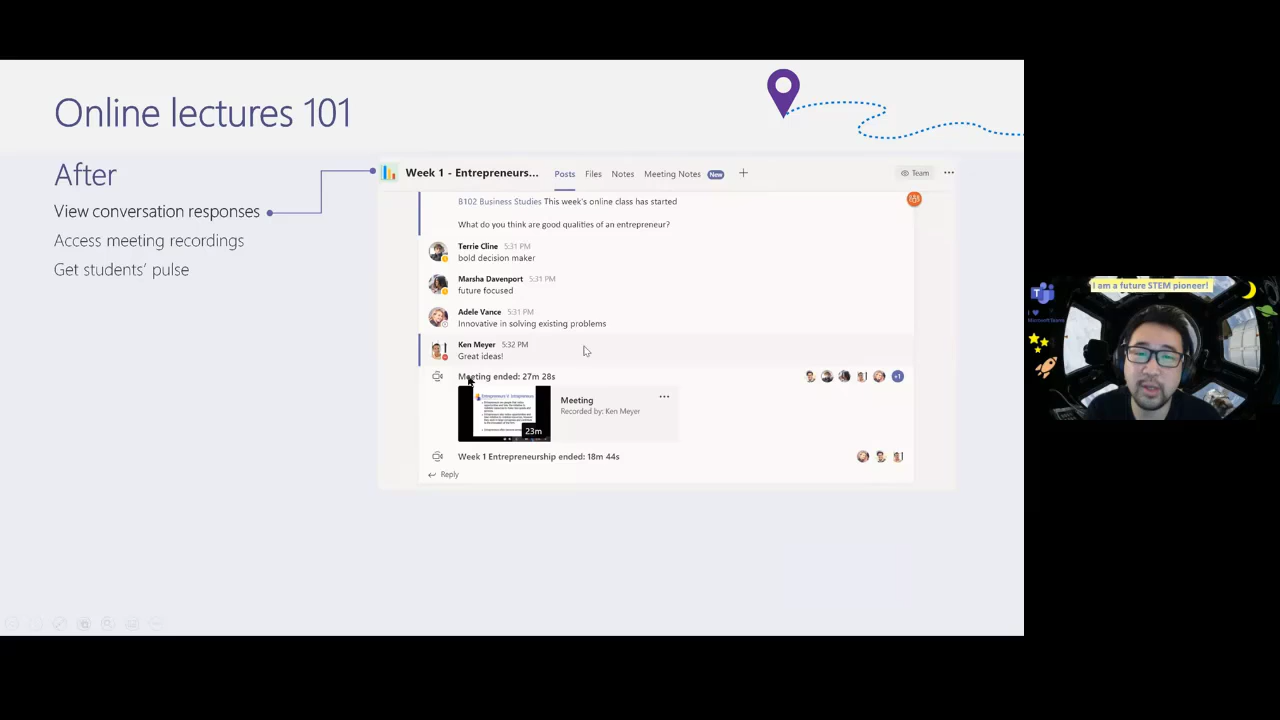 Online lectures 101
After
View conversation responses
Access meeting recordings
Get students' pulse
Week 1 - Entrepreneurs... Posts Files Notes Meeting Notes New + Team
B102 Business Studies This week's online class has started
What do you think are good qualities of an entrepreneur?
Terrie Cline 5:31 PM
bold decision maker
Marsha Davenport 5:31 PM
future focused
Adele Vance 5:31 PM
Innovative in solving existing problems
Ken Meyer 5:32 PM
Great ideas!
Meeting ended: 27m 28s +1
23m
Meeting
Recorded by: Ken Meyer
Week 1 Entrepreneurship ended: 18m 44s
Reply
I am a future STEM pioneer!
T
I
Microsoft Teams